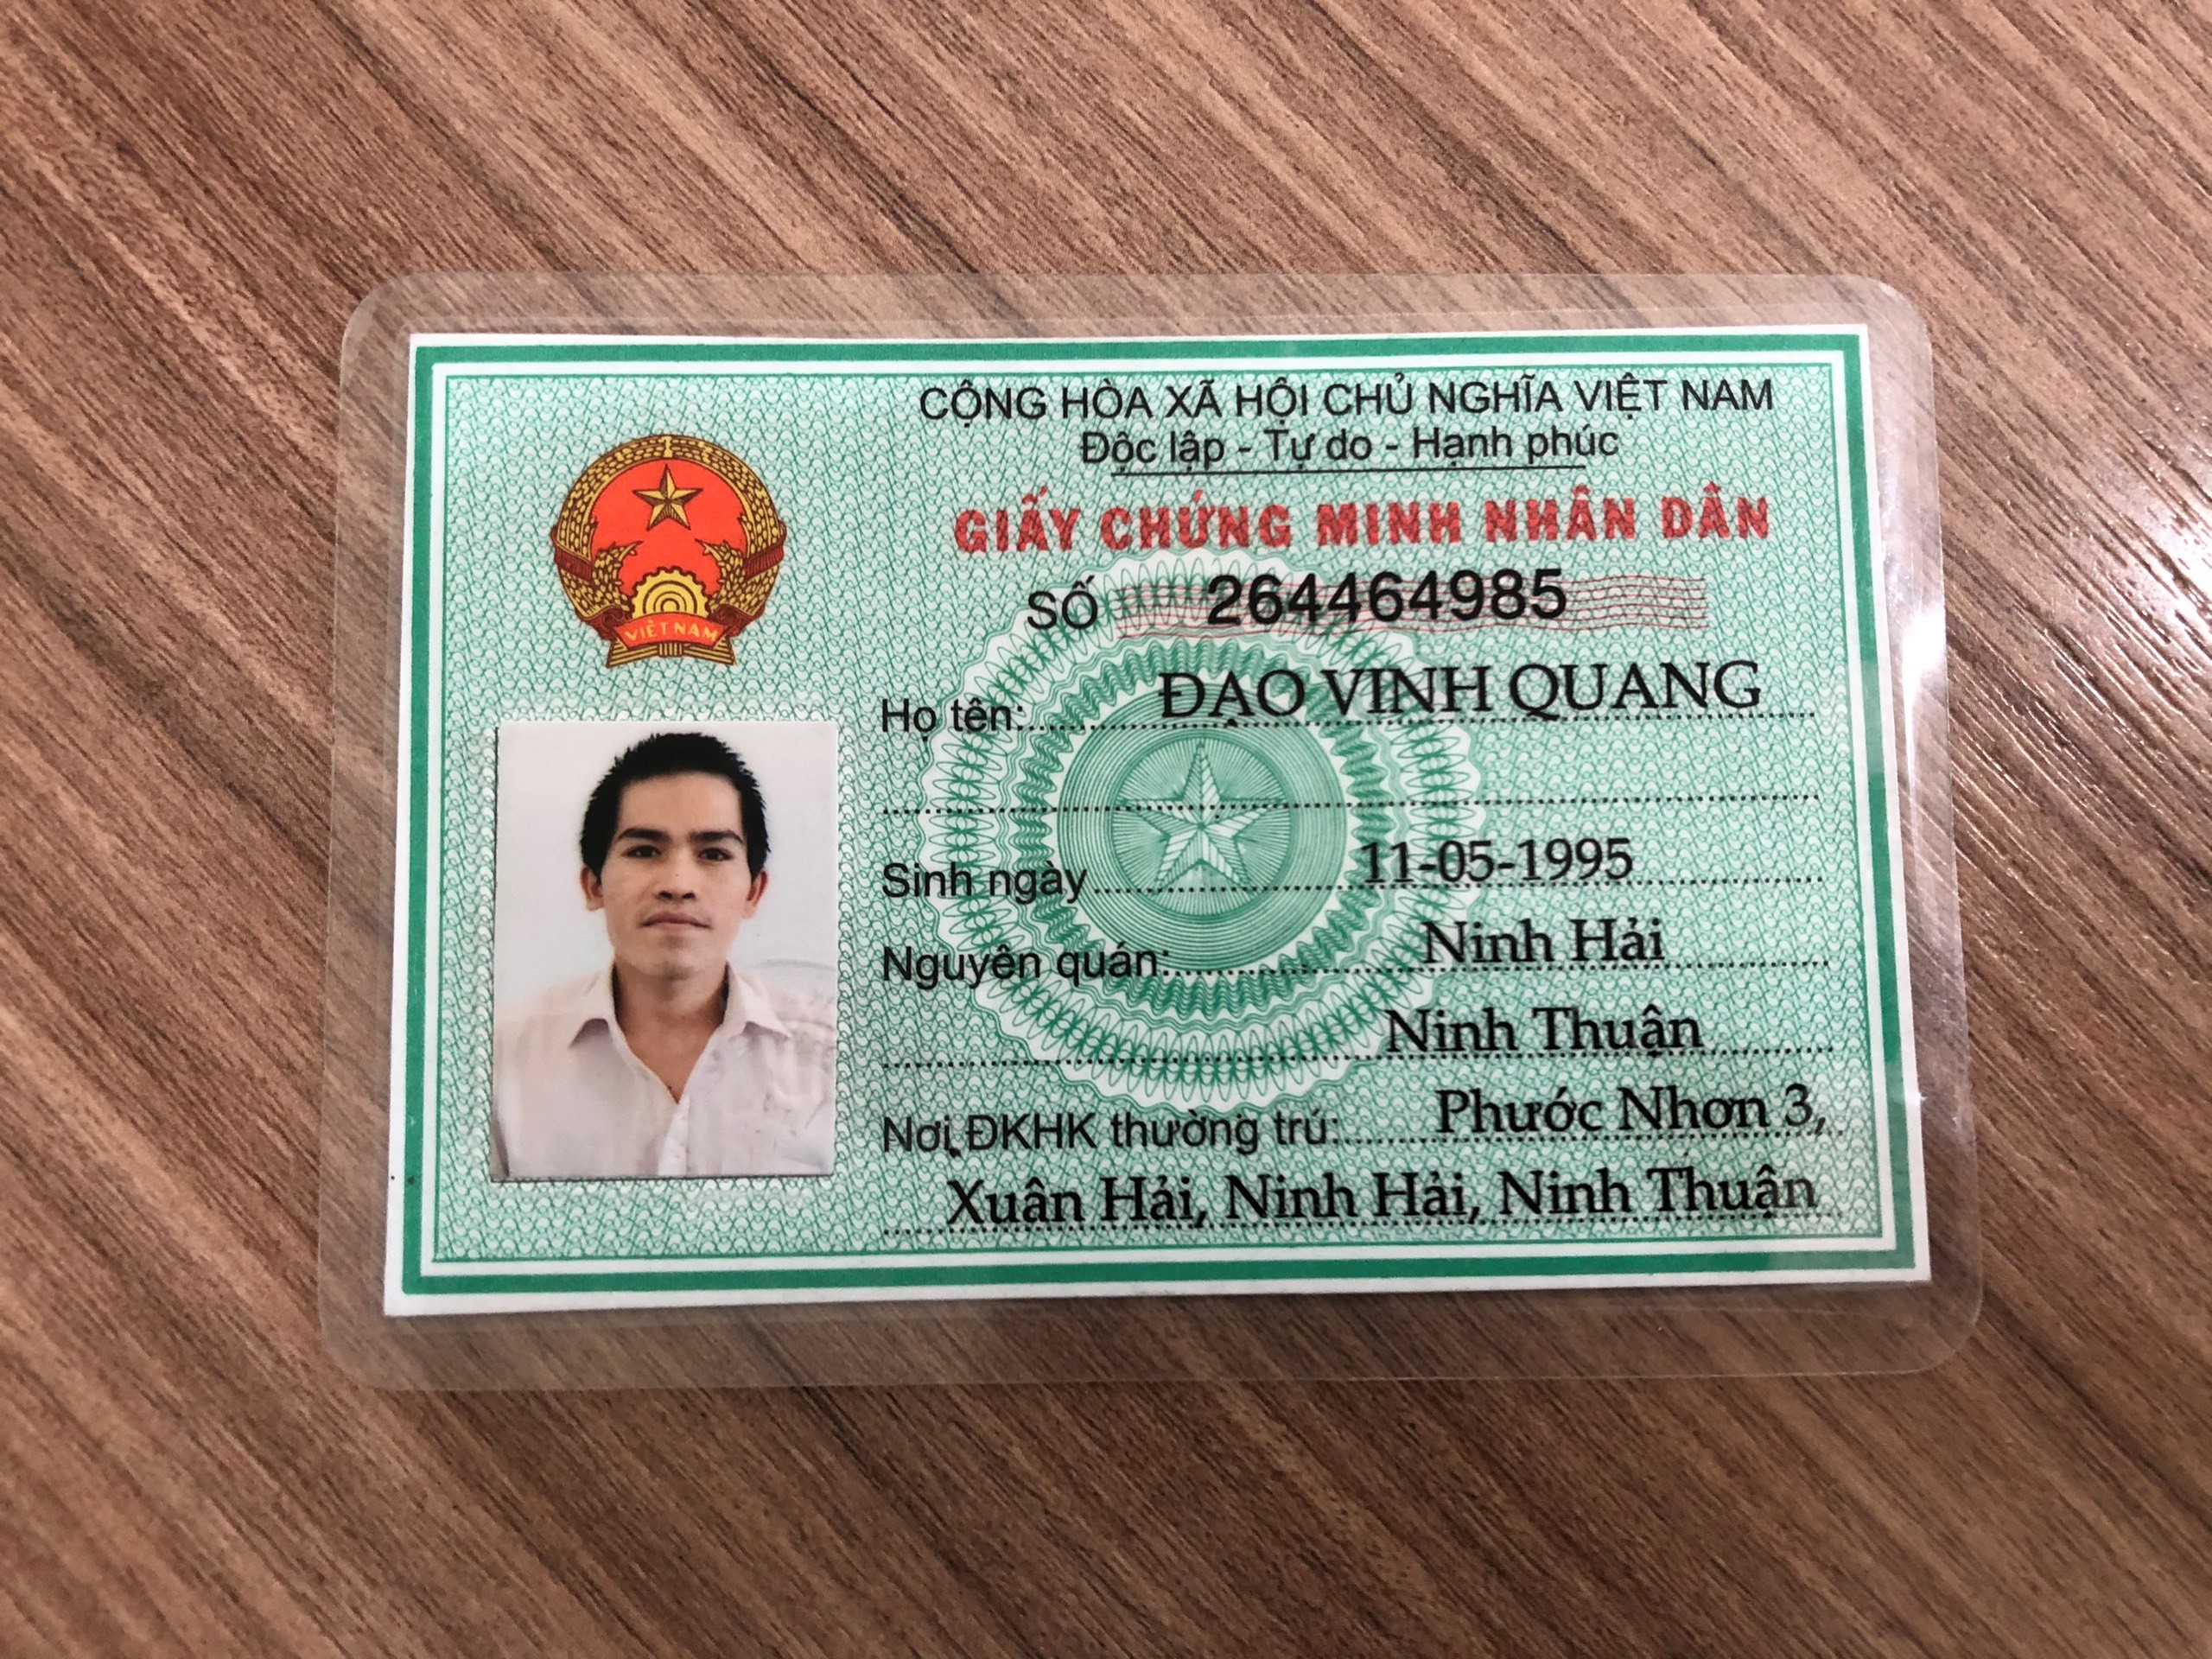 CỘNG HÒA XÃ HỘI CHỦ NGHĨA VIỆT NAM
Độc lập - Tự do - Hạnh phúc
GIẤY CHỨNG MINH NHÂN DÂN
SỐ 264464985
VIỆT NAM
Họ tên: ĐẠO VINH QUANG
Sinh ngày 11-05-1995
Nguyên quán: Ninh Hải
Ninh Thuận
Nơi ĐKHK thường trú: Phước Nhơn 3,
Xuân Hải, Ninh Hải, Ninh Thuận